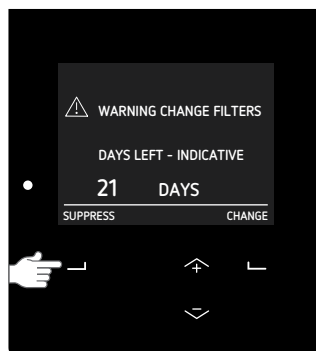 WARNING CHANGE FILTERS
DAYS LEFT - INDICATIVE
21 DAYS
SUPPRESS CHANGE